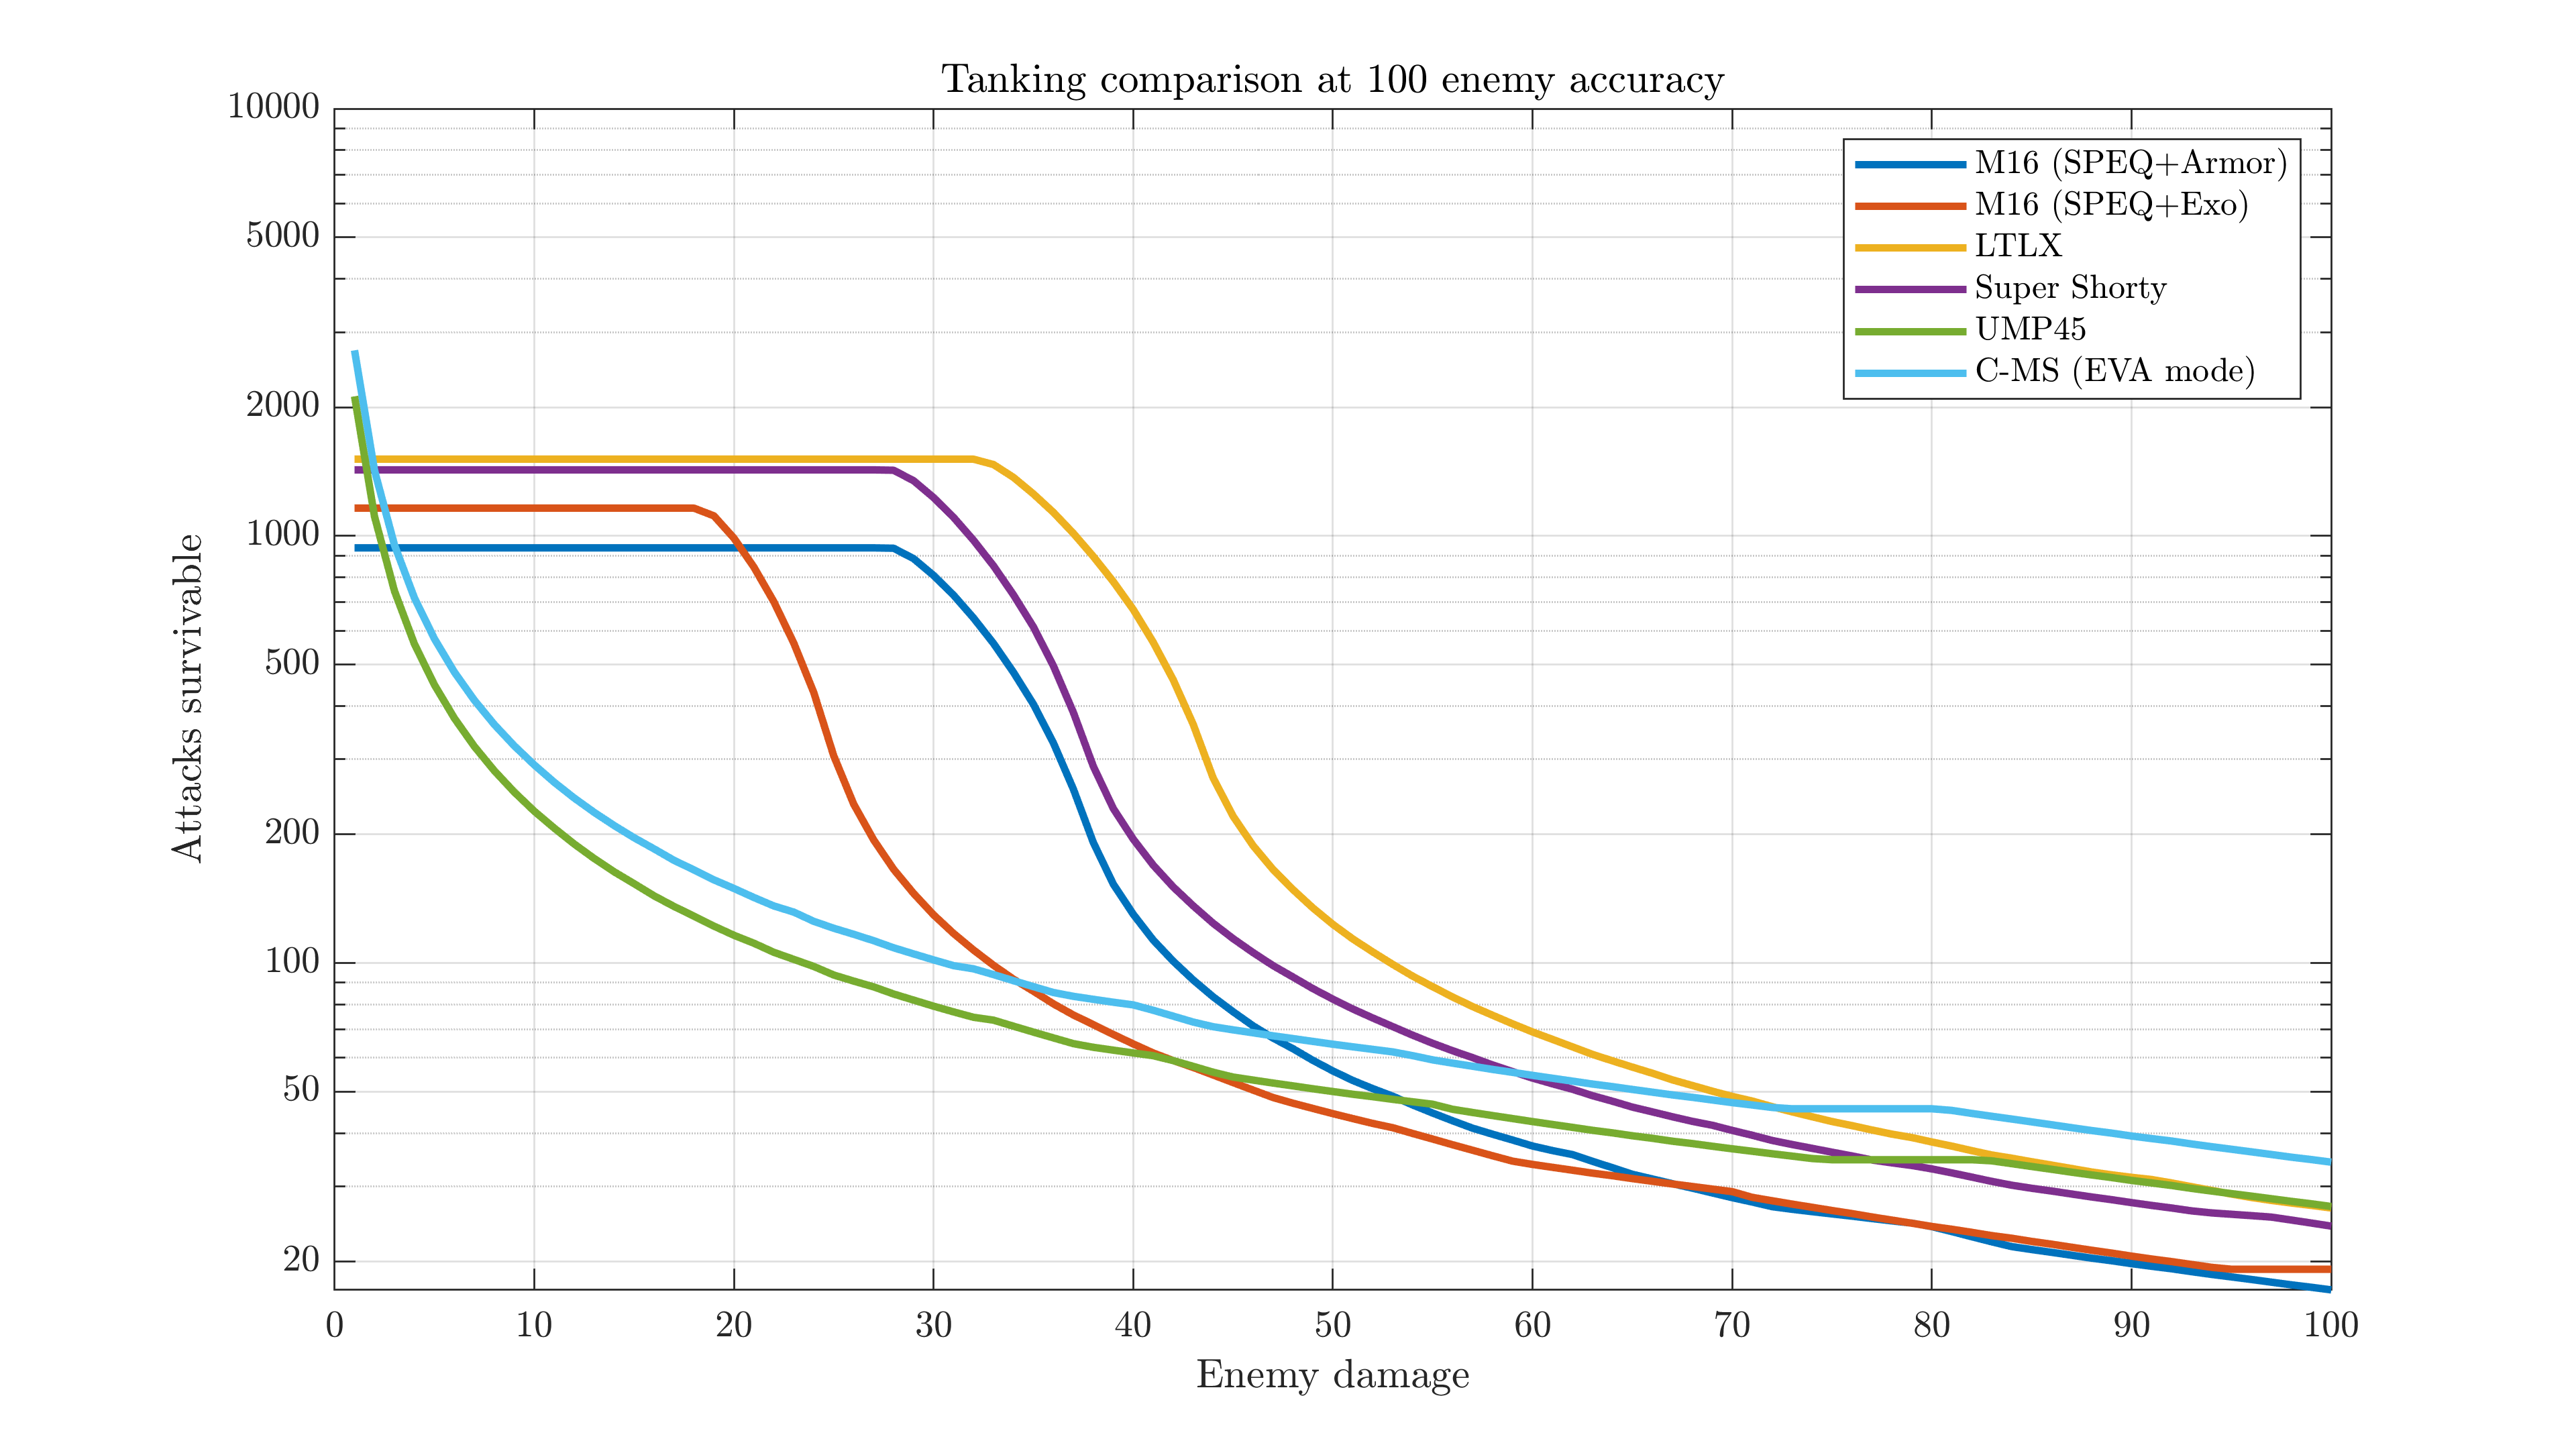 Tanking comparison at 100 enemy accuracy
10000
5000
2000
1000
500
200
100
50
20
Attacks survivable
M16 (SPEQ+Armor)
M16 (SPEQ+Exo)
LTLX
Super Shorty
UMP45
C-MS (EVA mode)
0 10 20 30 40 50 60 70 80 90 100
Enemy damage